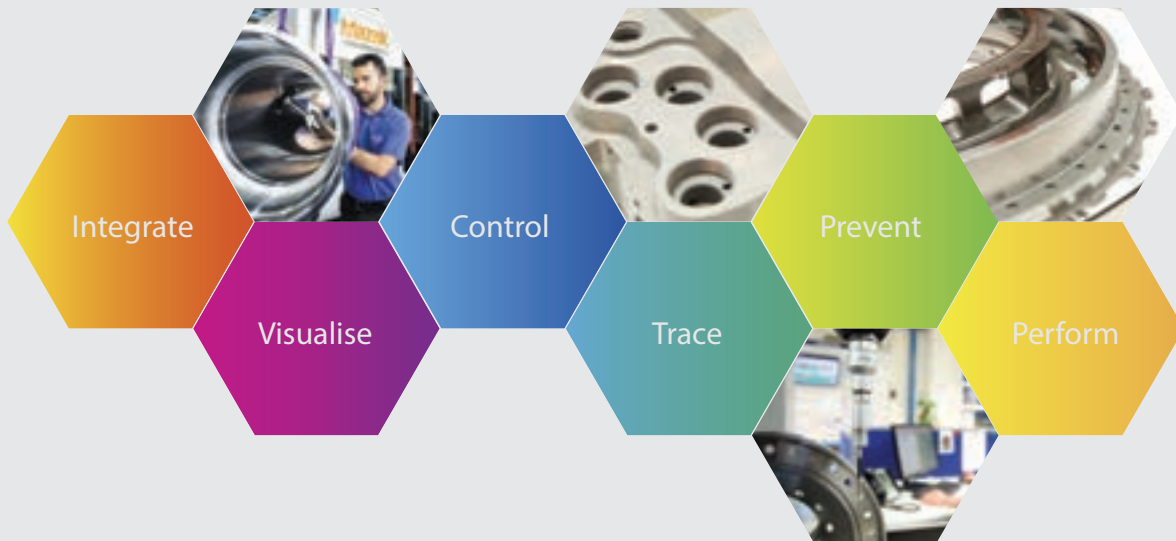 Integrate
Visualise
Control
Trace
Prevent
Perform